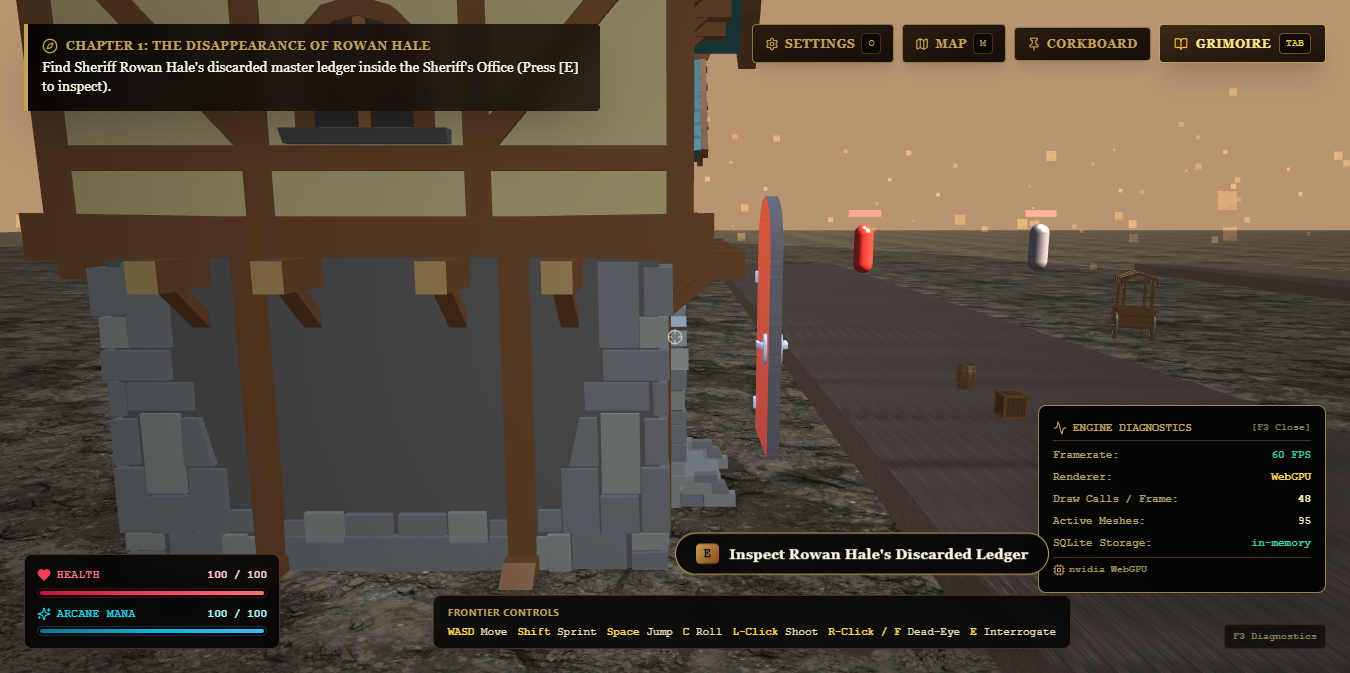 CHAPTER 1: THE DISAPPEARANCE OF ROWAN HALE
Find Sheriff Rowan Hale's discarded master ledger inside the Sheriff's Office (Press [E]
to inspect).
SETTINGS O
MAP M
CORKBOARD
GRIMOIRE TAB
ENGINE DIAGNOSTICS [F3 Close]
Framerate: 60 FPS
Renderer: WebGPU
Draw Calls / Frame: 48
Active Meshes: 95
SQLite Storage: in-memory
nvidia WebGPU
E Inspect Rowan Hale's Discarded Ledger
HEALTH 100 / 100
ARCANE MANA 100 / 100
FRONTIER CONTROLS
WASD Move Shift Sprint Space Jump C Roll L-Click Shoot R-Click / F Dead-Eye E Interrogate
F3 Diagnostics